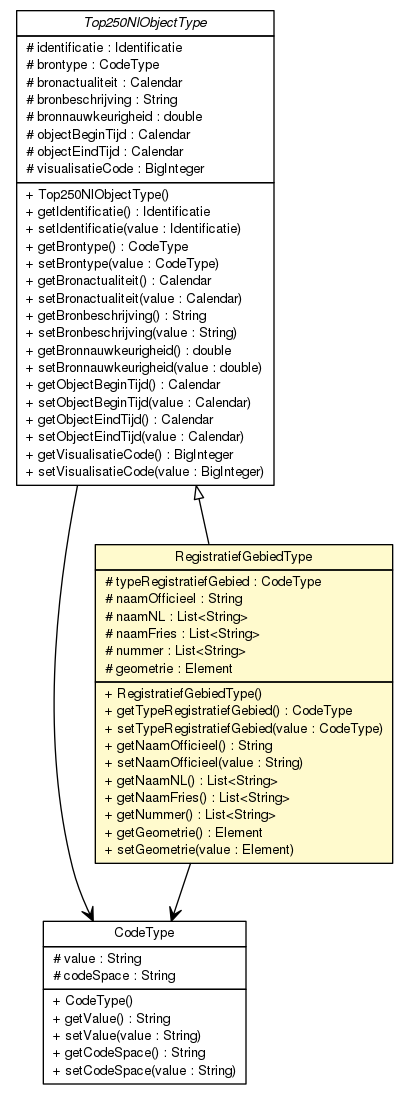 Top250NlObjectType
# identificatie : Identificatie
# brontype : CodeType
# bronactualiteit : Calendar
# bronbeschrijving : String
# bronnauwkeurigheid : double
# objectBeginTijd : Calendar
# objectEindTijd : Calendar
# visualisatieCode : BigInteger
+ Top250NlObjectType()
+ getIdentificatie() : Identificatie
+ setIdentificatie(value : Identificatie)
+ getBrontype() : CodeType
+ setBrontype(value : CodeType)
+ getBronactualiteit() : Calendar
+ setBronactualiteit(value : Calendar)
+ getBronbeschrijving() : String
+ setBronbeschrijving(value : String)
+ getBronnauwkeurigheid() : double
+ setBronnauwkeurigheid(value : double)
+ getObjectBeginTijd() : Calendar
+ setObjectBeginTijd(value : Calendar)
+ getObjectEindTijd() : Calendar
+ setObjectEindTijd(value : Calendar)
+ getVisualisatieCode() : BigInteger
+ setVisualisatieCode(value : BigInteger)
RegistratiefGebiedType
# typeRegistratiefGebied : CodeType
# naamOfficieel : String
# naamNL : List<String>
# naamFries : List<String>
# nummer : List<String>
# geometrie : Element
+ RegistratiefGebiedType()
+ getTypeRegistratiefGebied() : CodeType
+ setTypeRegistratiefGebied(value : CodeType)
+ getNaamOfficieel() : String
+ setNaamOfficieel(value : String)
+ getNaamNL() : List<String>
+ getNaamFries() : List<String>
+ getNummer() : List<String>
+ getGeometrie() : Element
+ setGeometrie(value : Element)
CodeType
# value : String
# codeSpace : String
+ CodeType()
+ getValue() : String
+ setValue(value : String)
+ getCodeSpace() : String
+ setCodeSpace(value : String)